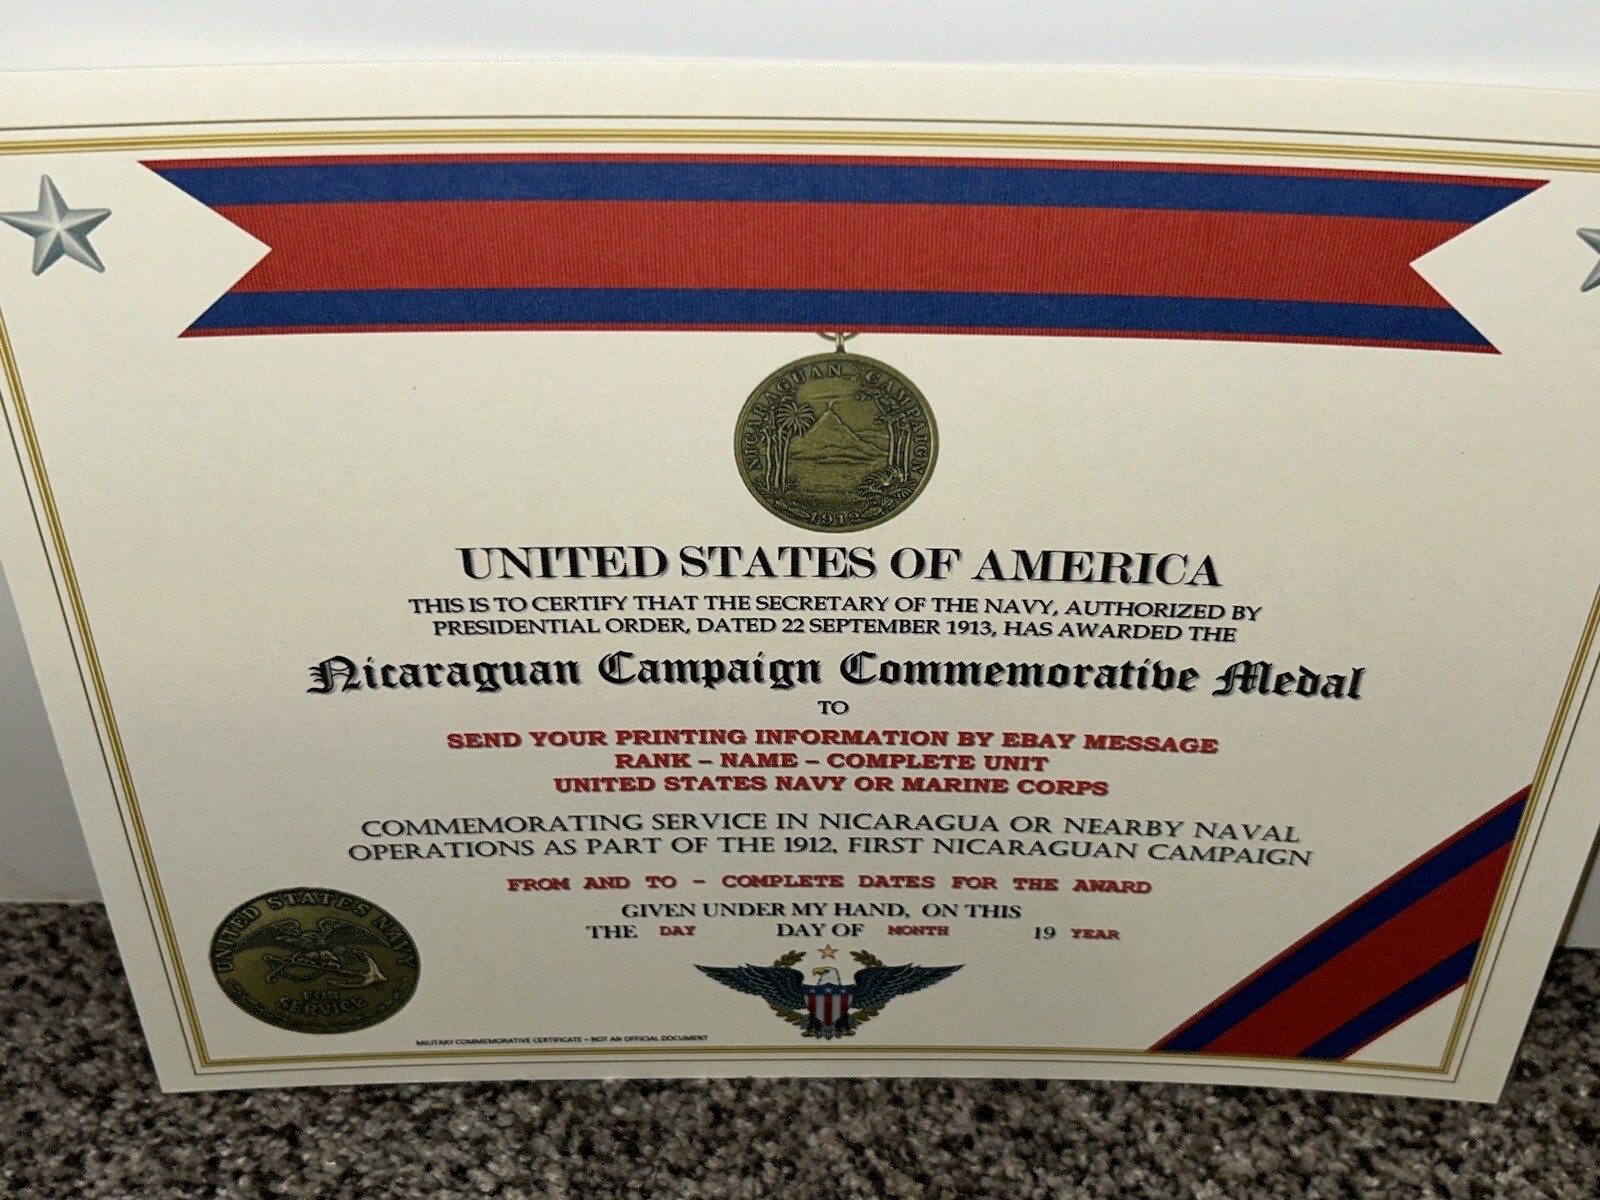 NICARAGUAN CAMPAIGN
1912
UNITED STATES OF AMERICA
THIS IS TO CERTIFY THAT THE SECRETARY OF THE NAVY, AUTHORIZED BY
PRESIDENTIAL ORDER, DATED 22 SEPTEMBER 1913, HAS AWARDED THE
Nicaraguan Campaign Commemorative Medal
TO
SEND YOUR PRINTING INFORMATION BY EBAY MESSAGE
RANK – NAME – COMPLETE UNIT
UNITED STATES NAVY OR MARINE CORPS
COMMEMORATING SERVICE IN NICARAGUA OR NEARBY NAVAL
OPERATIONS AS PART OF THE 1912, FIRST NICARAGUAN CAMPAIGN
FROM AND TO – COMPLETE DATES FOR THE AWARD
GIVEN UNDER MY HAND, ON THIS
THE DAY DAY OF MONTH 19 YEAR
UNITED STATES NAVY
FOR
SERVICE
MILITARY COMMEMORATIVE CERTIFICATE – NOT AN OFFICIAL DOCUMENT